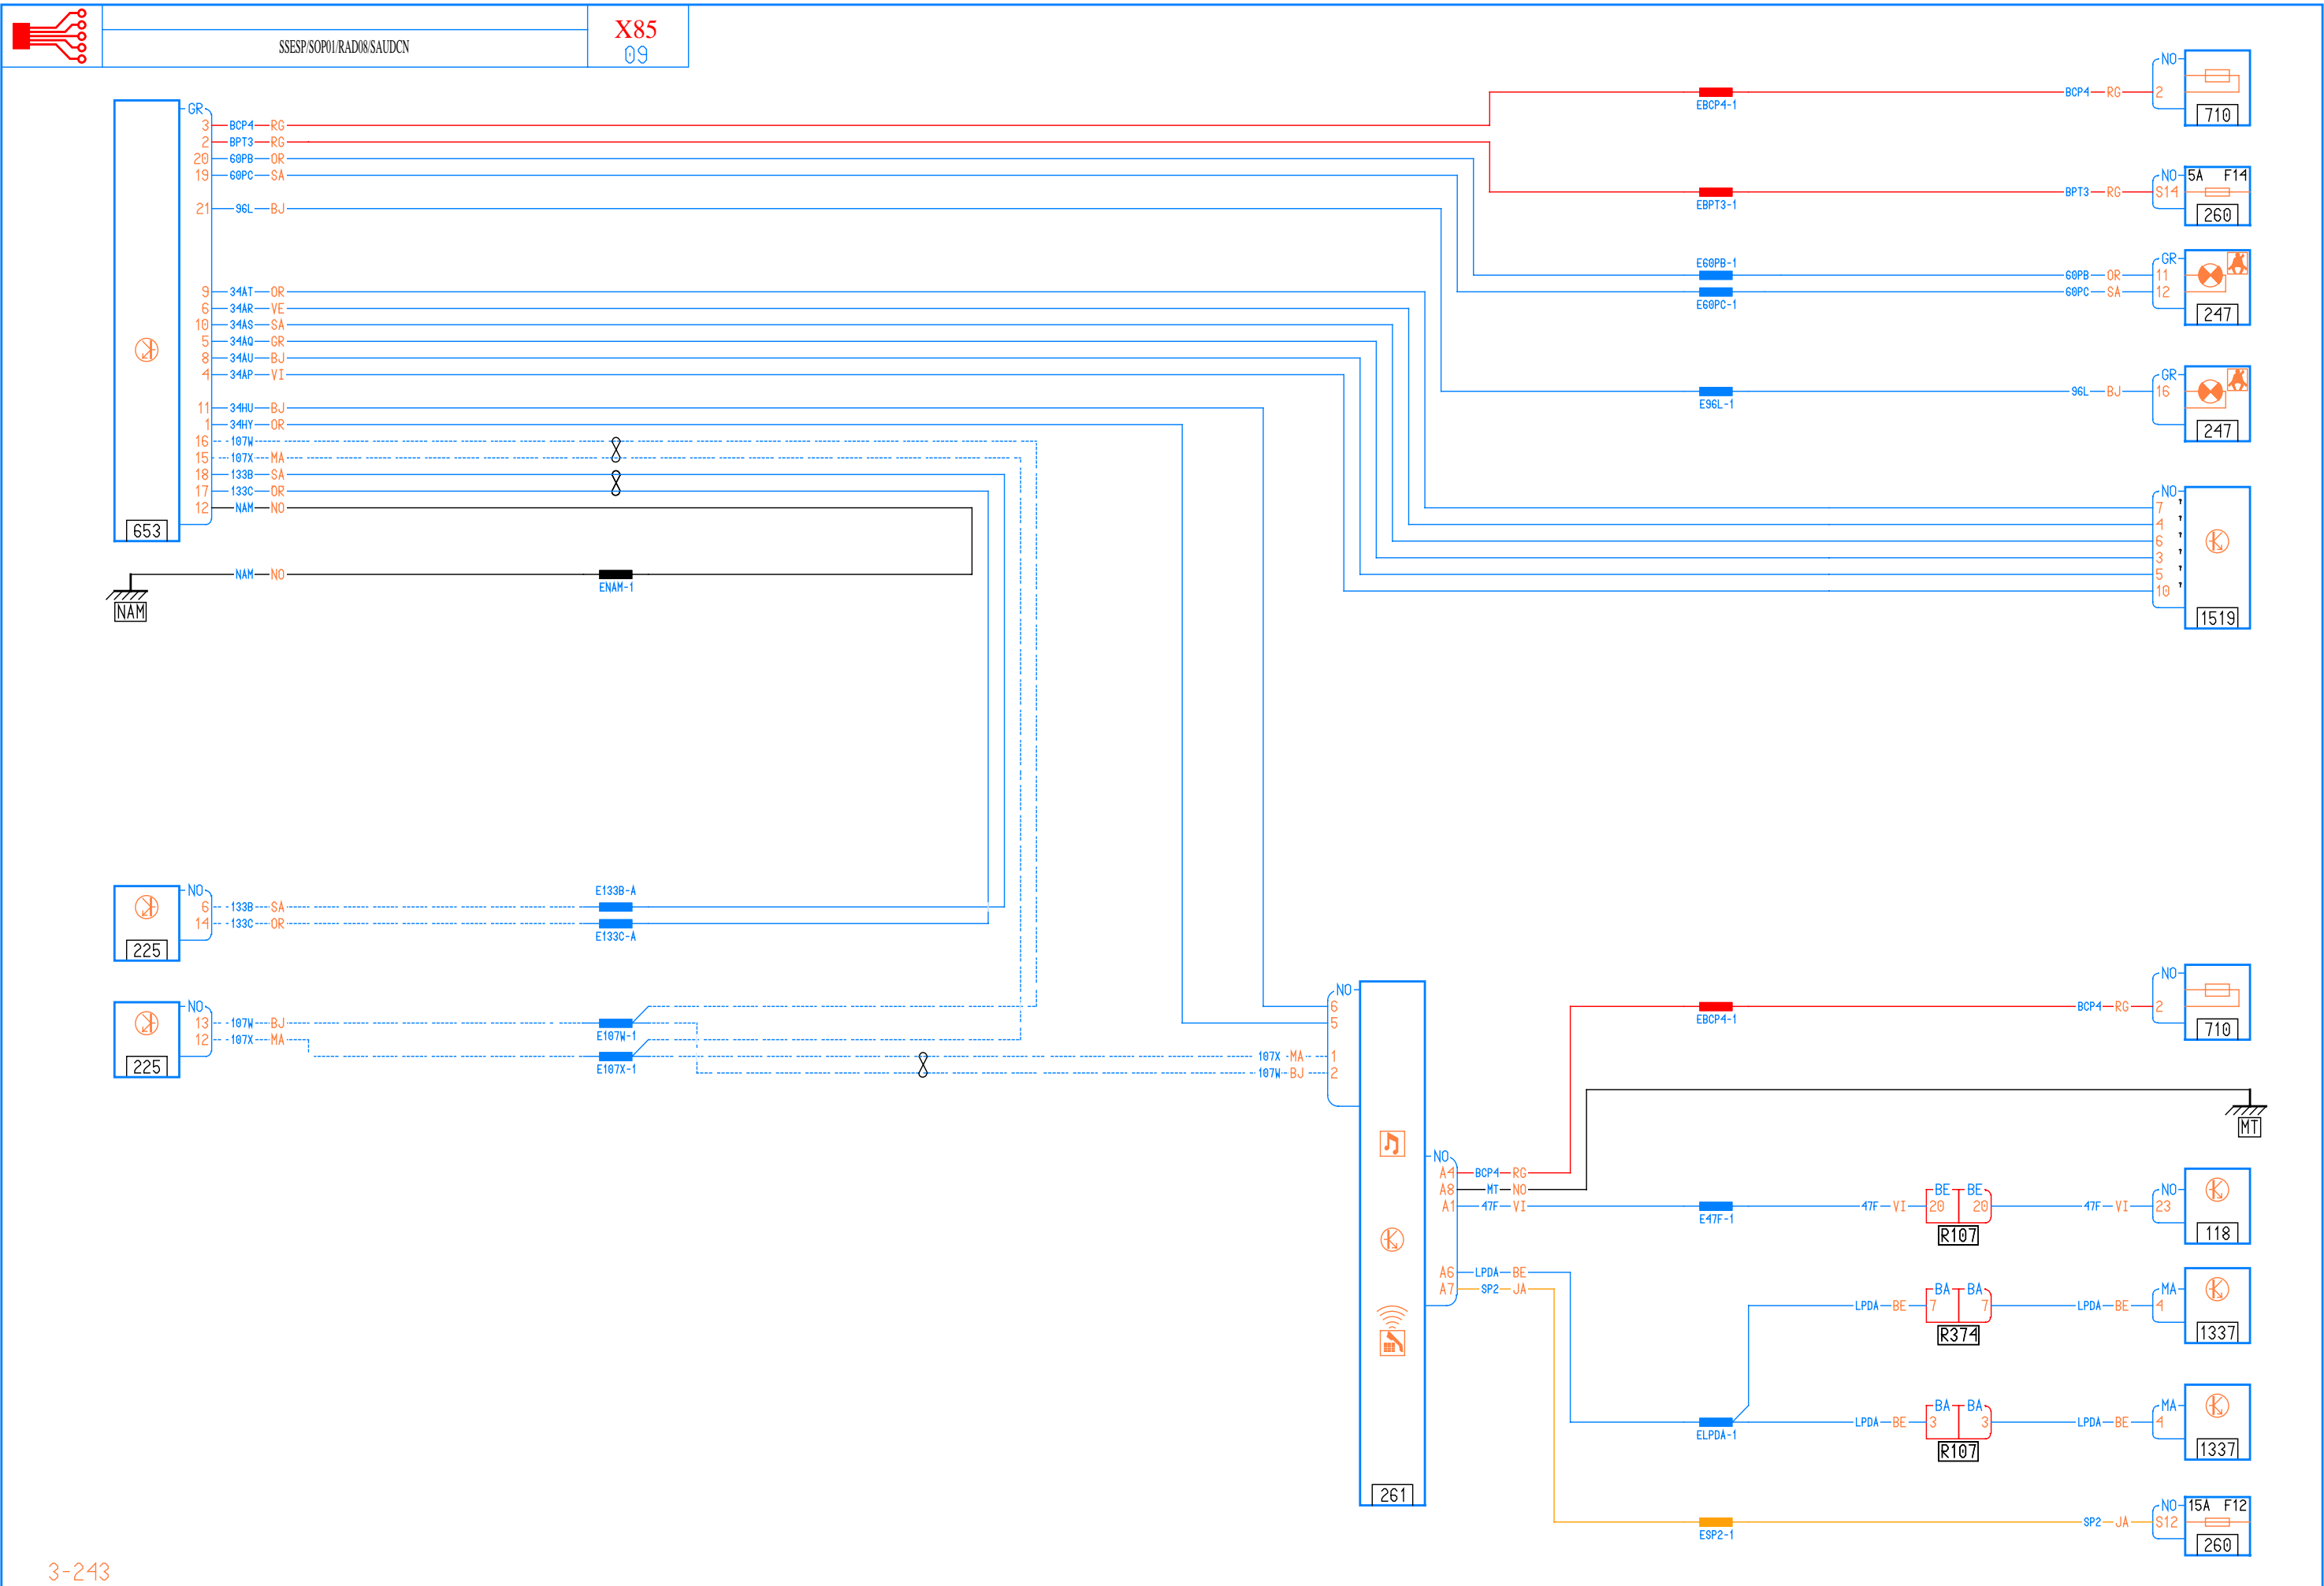 SSESP/SOP01/RAD08/SAUDCN
X85
09
GR
3 BCP4 RG
2 BPT3 RG
20 60PB OR
19 60PC SA
21 96L BJ
9 34AT OR
6 34AR VE
10 34AS SA
5 34AQ GR
8 34AU BJ
4 34AP VI
11 34HU BJ
1 34HY OR
16 107W
15 107X MA
18 133B SA
17 133C OR
12 NAM NO
653
NAM NO
ENAM-1
NAM
EBCP4-1
BCP4 RG
NO
2
710
EBPT3-1
BPT3 RG
NO 5A F14
S14
260
E60PB-1
E60PC-1
60PB OR
60PC SA
GR
11
12
247
E96L-1
96L BJ
GR
16
247
NO
7 ?
4 ?
6 ?
3 ?
5 ?
10 ?
1519
NO
6 133B SA
14 133C OR
225
E133B-A
E133C-A
NO
13 107W BJ
12 107X MA
225
E107W-1
E107X-1
NO
6
5
107X MA 1
107W BJ 2
NO
A4 BCP4 RG
A8 MT NO
A1 47F VI
A6 LPDA BE
A7 SP2 JA
261
EBCP4-1
BCP4 RG
NO
2
710
MT
E47F-1
47F VI
BE BE
20 20
R107
47F VI
NO
23
118
LPDA BE
BA BA
7 7
R374
LPDA BE
MA
4
1337
ELPDA-1
LPDA BE
BA BA
3 3
R107
LPDA BE
MA
4
1337
ESP2-1
SP2 JA
NO 15A F12
S12
260
3-243